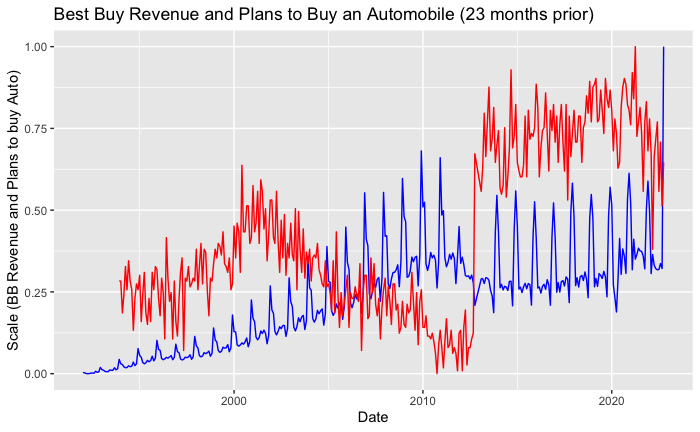 Best Buy Revenue and Plans to Buy an Automobile (23 months prior)
Scale (BB Revenue and Plans to buy Auto)
1.00
0.75
0.50
0.25
0.00
2000
2010
2020
Date